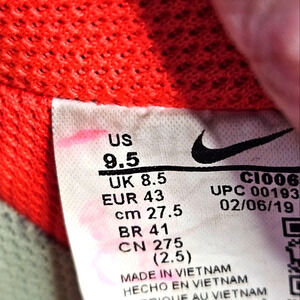 US
9.5
UK 8.5
EUR 43
cm 27.5
BR 41
CN 275
(2.5)
CI006
UPC 00193
02/06/19
MADE IN VIETNAM
HECHO EN VIETNAM
FABRIQUÉ AU VIETNAM